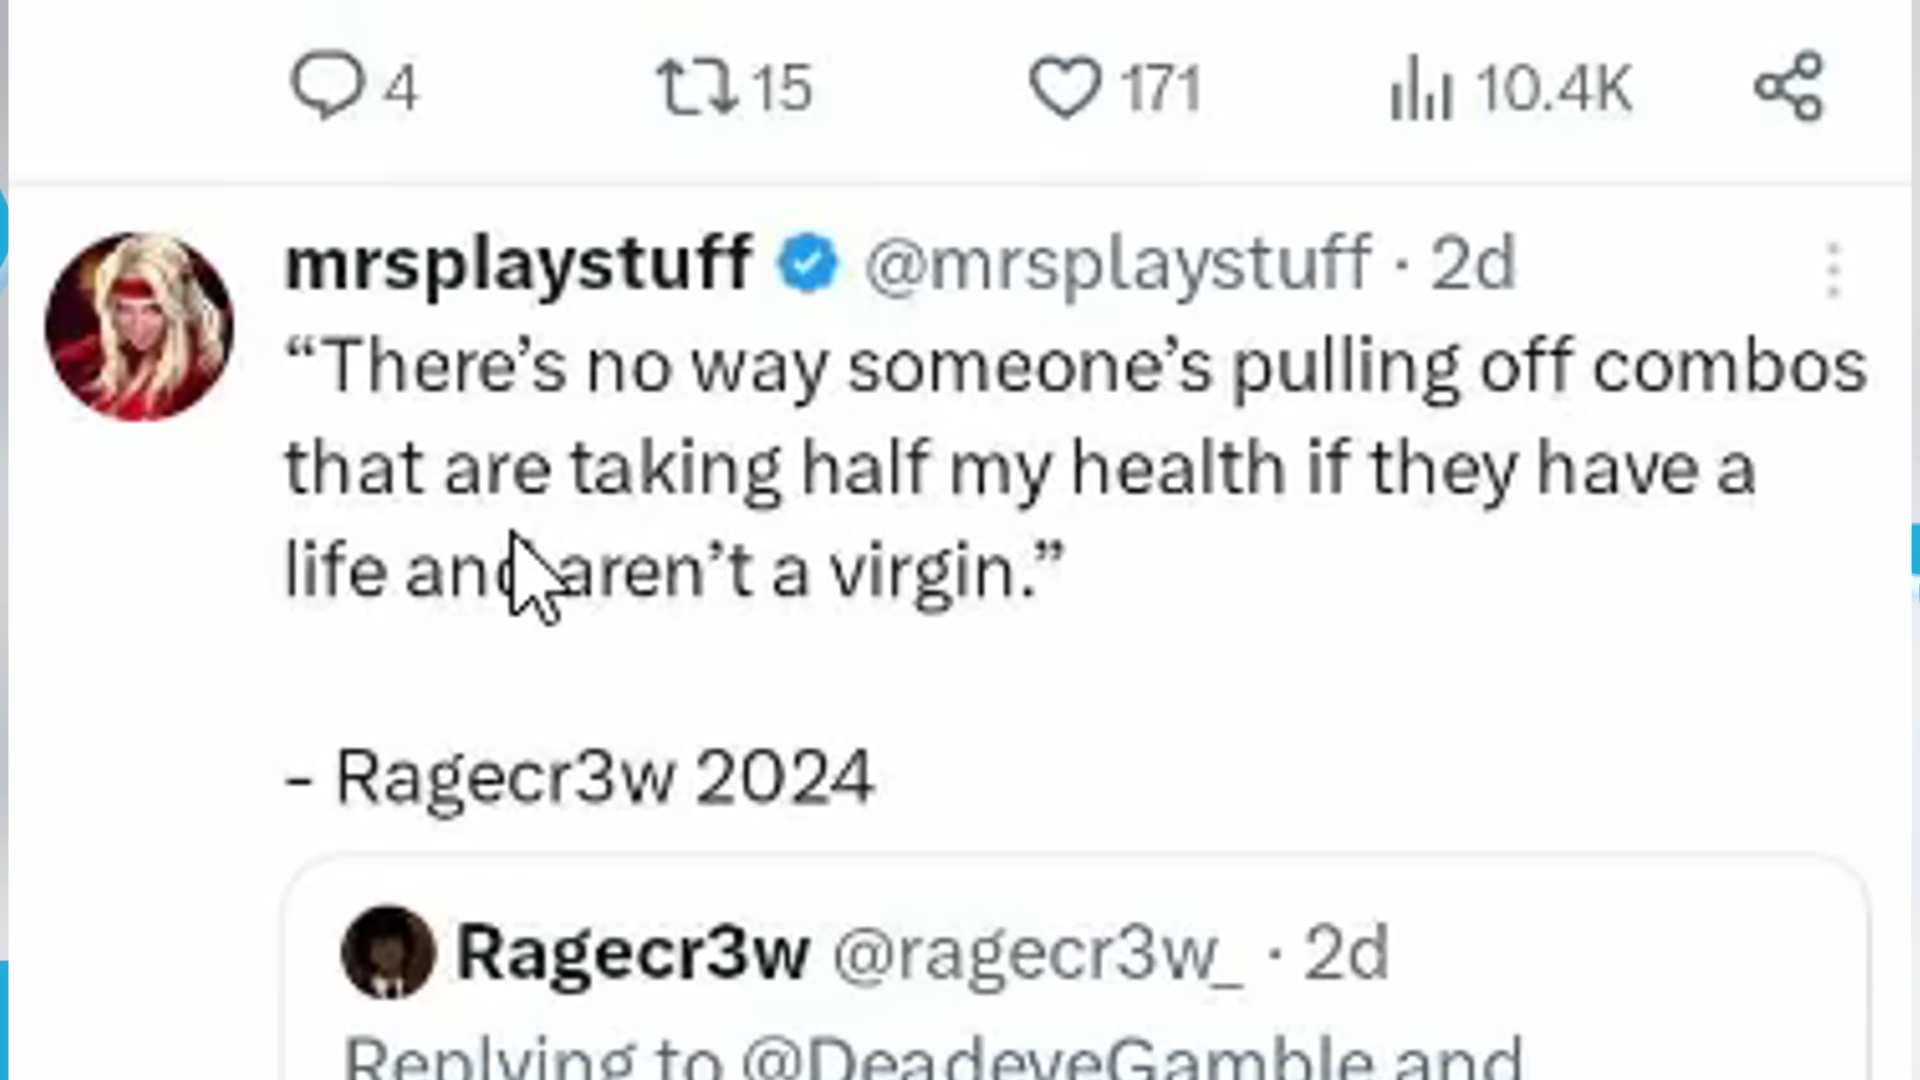 4 15 171 10.4K
mrsplaystuff @mrsplaystuff · 2d
“There’s no way someone’s pulling off combos
that are taking half my health if they have a
life and aren’t a virgin.”
- Ragecr3w 2024
Ragecr3w @ragecr3w_ · 2d
Replying to @DeadeyeGamble and